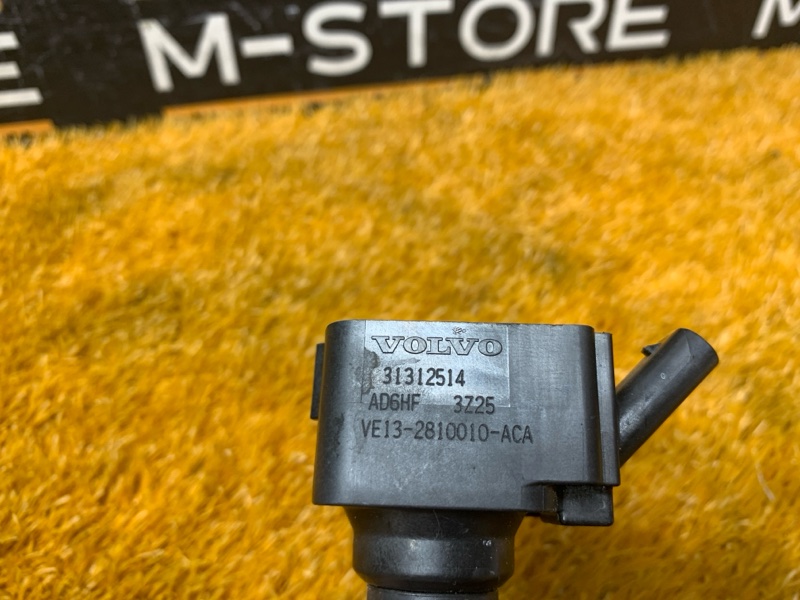 E M-STORE M
VOLVO
31312514
AD6HF 3Z25
VE13-2810010-ACA